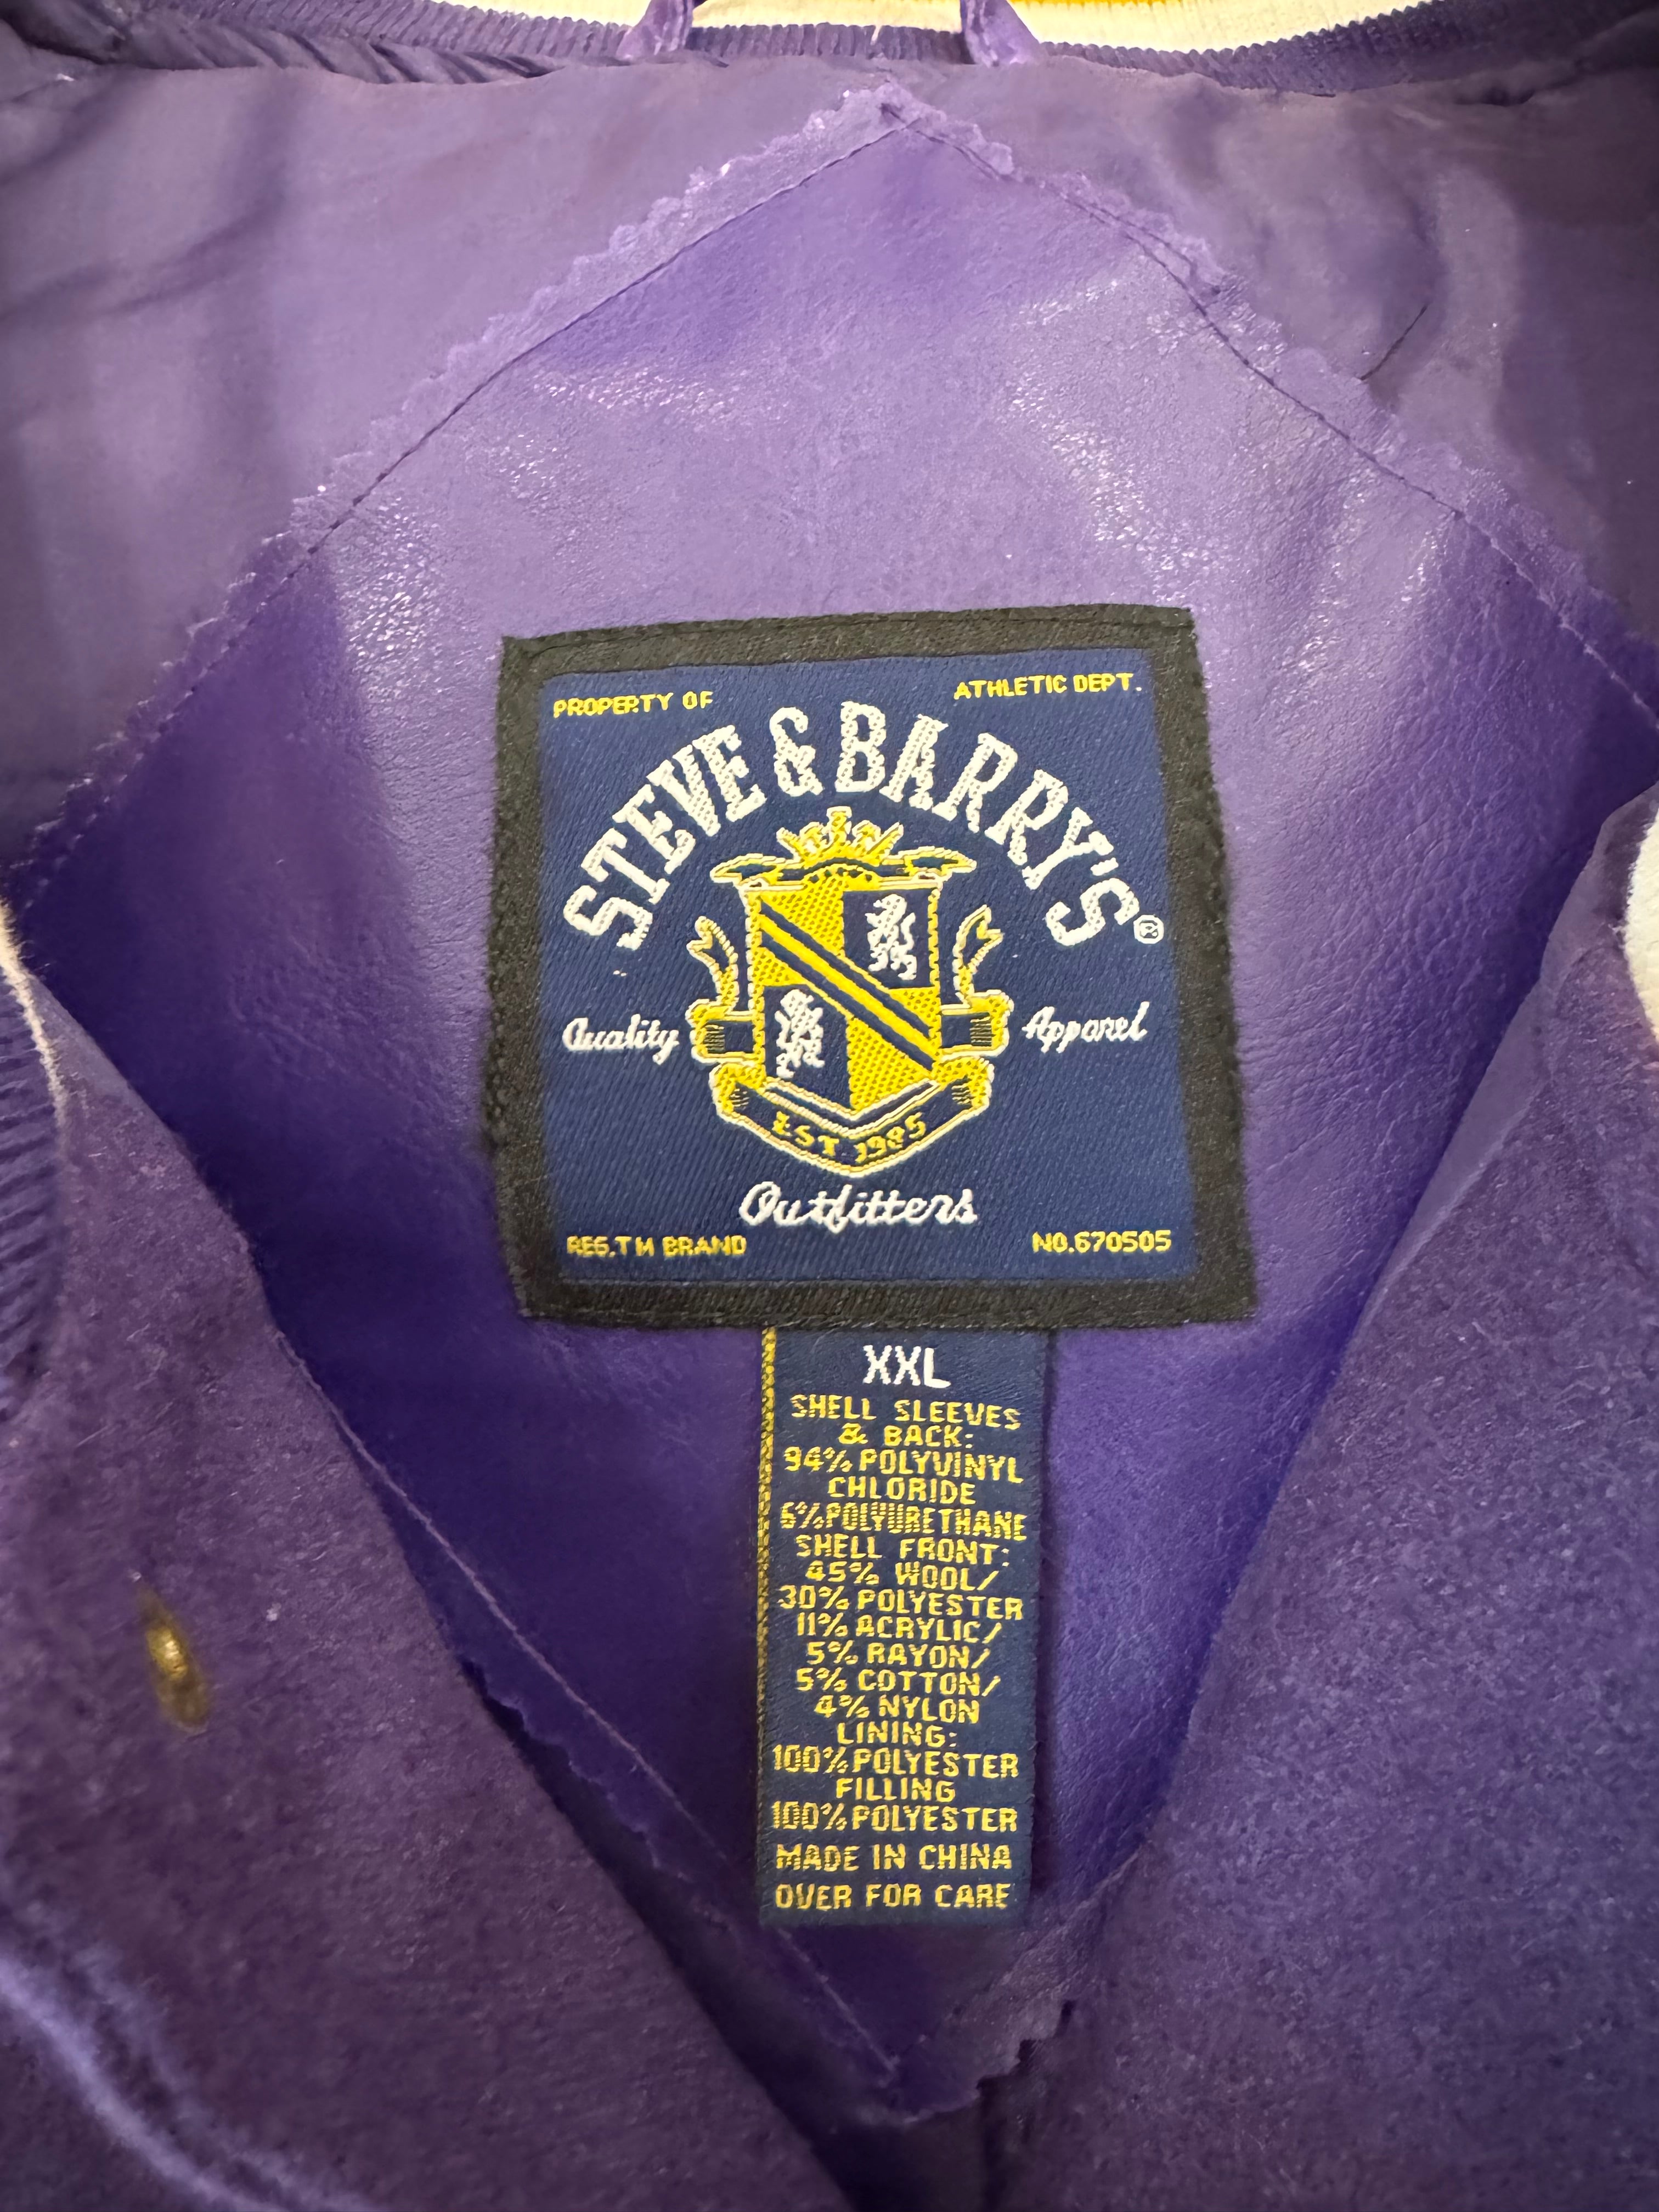 PROPERTY OF ATHLETIC DEPT.
STEVE & BARRY'S®
Quality Apparel
EST 1985
Outfitters
REG.TM BRAND NO.670505
XXL
SHELL SLEEVES
& BACK:
94% POLYVINYL
CHLORIDE
6% POLYURETHANE
SHELL FRONT:
45% WOOL/
30% POLYESTER
11% ACRYLIC/
5% RAYON/
5% COTTON/
4% NYLON
LINING:
100% POLYESTER
FILLING
100% POLYESTER
MADE IN CHINA
OVER FOR CARE